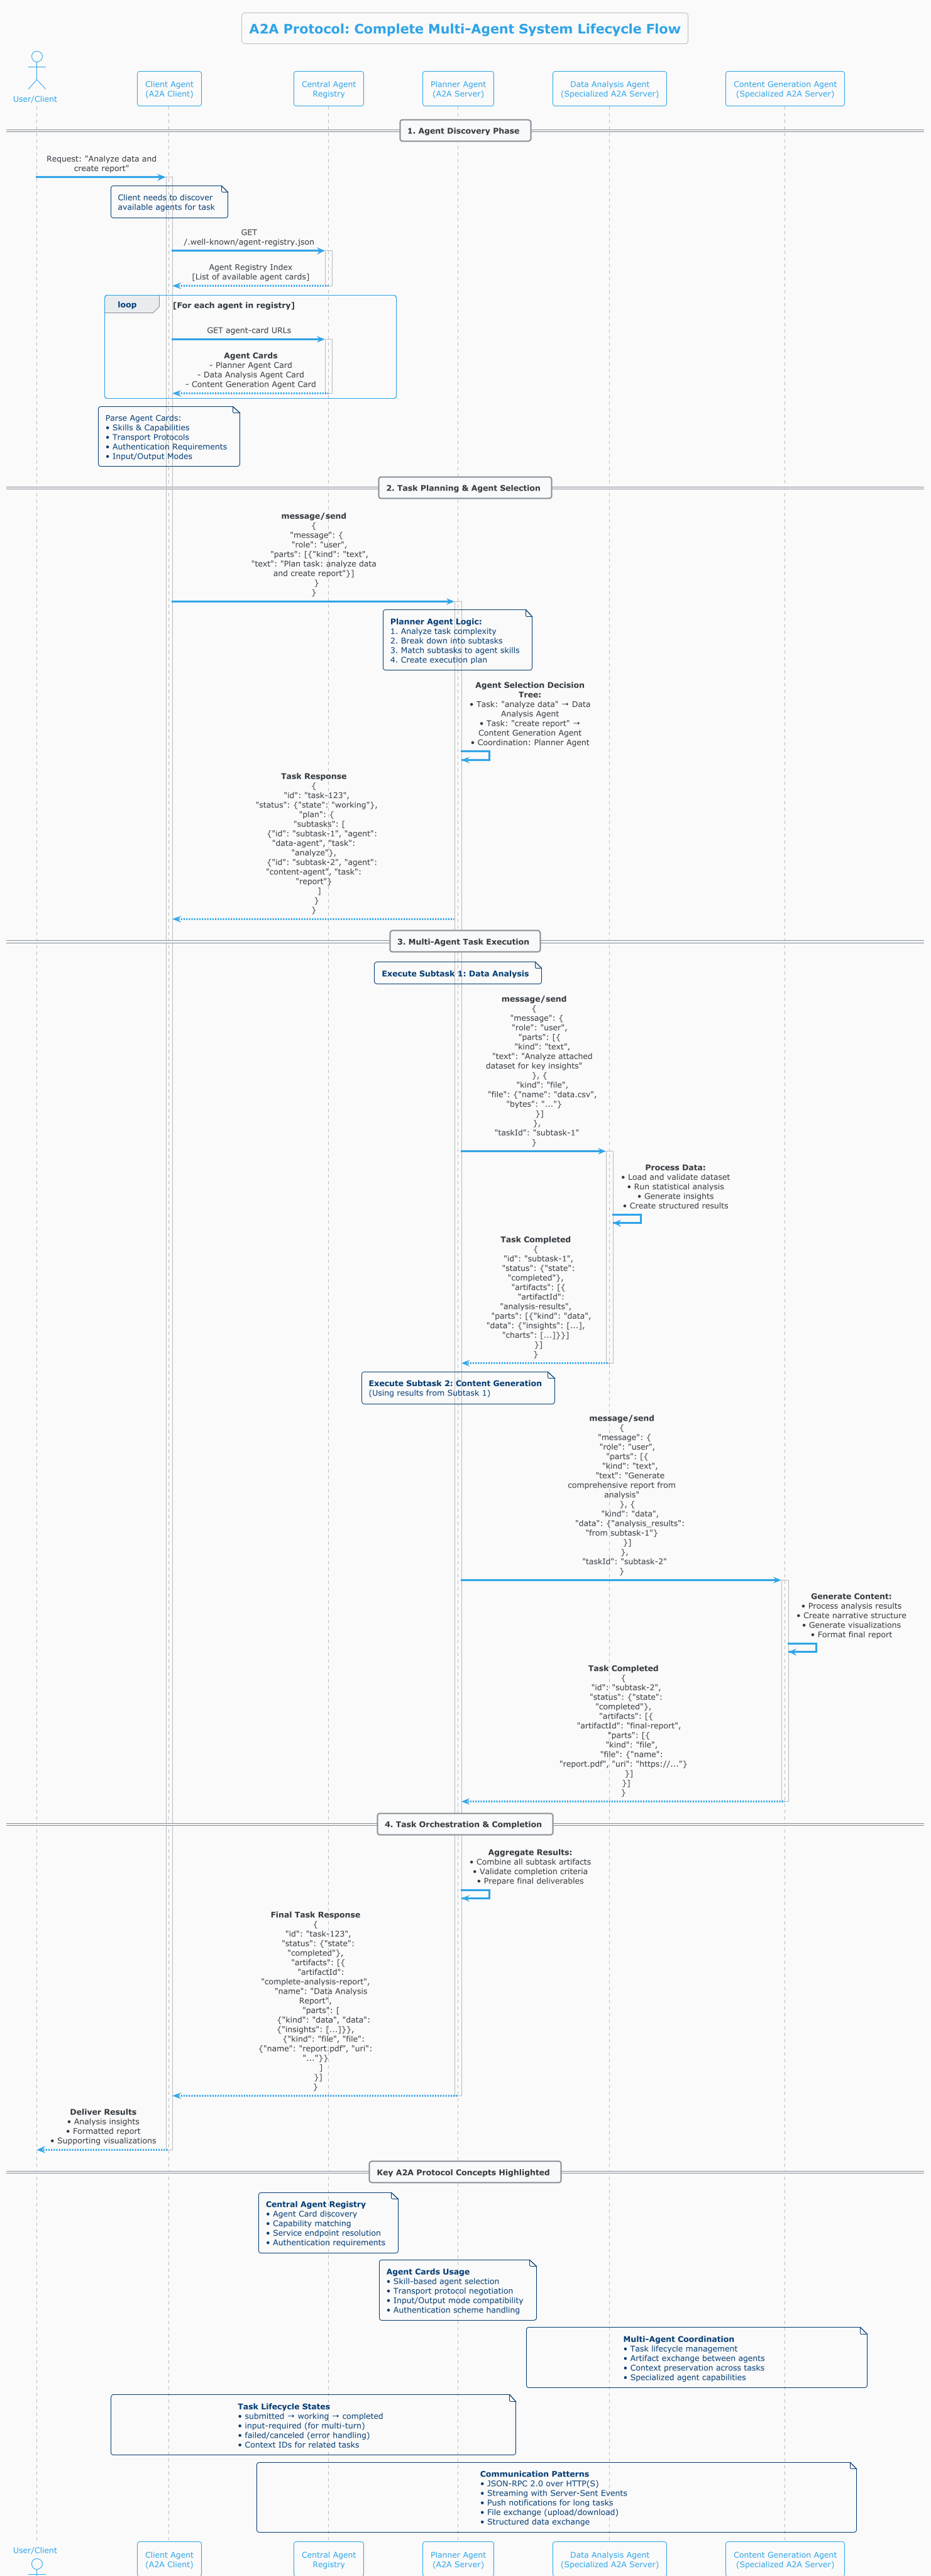 A2A Protocol: Complete Multi-Agent System Lifecycle Flow
User/Client
Client Agent
(A2A Client)
Central Agent
Registry
Planner Agent
(A2A Server)
Data Analysis Agent
(Specialized A2A Server)
Content Generation Agent
(Specialized A2A Server)
1. Agent Discovery Phase
Request: "Analyze data and
create report"
Client needs to discover
available agents for task
GET
/.well-known/agent-registry.json
Agent Registry Index
[List of available agent cards]
loop
[For each agent in registry]
GET agent-card URLs
Agent Cards
- Planner Agent Card
- Data Analysis Agent Card
- Content Generation Agent Card
Parse Agent Cards:
• Skills & Capabilities
• Transport Protocols
• Authentication Requirements
• Input/Output Modes
2. Task Planning & Agent Selection
message/send
{
"message": {
"role": "user",
"parts": [{"kind": "text",
"text": "Plan task: analyze data
and create report"}]
}
}
Planner Agent Logic:
1. Analyze task complexity
2. Break down into subtasks
3. Match subtasks to agent skills
4. Create execution plan
Agent Selection Decision
Tree:
• Task: "analyze data" → Data
Analysis Agent
• Task: "create report" →
Content Generation Agent
• Coordination: Planner Agent
Task Response
{
"id": "task-123",
"status": {"state": "working"},
"plan": {
"subtasks": [
{"id": "subtask-1", "agent":
"data-agent", "task":
"analyze"},
{"id": "subtask-2", "agent":
"content-agent", "task":
"report"}
]
}
}
3. Multi-Agent Task Execution
Execute Subtask 1: Data Analysis
message/send
{
"message": {
"role": "user",
"parts": [{
"kind": "text",
"text": "Analyze attached
dataset for key insights"
}, {
"kind": "file",
"file": {"name": "data.csv",
"bytes": "..."}
}]
},
"taskId": "subtask-1"
}
Process Data:
• Load and validate dataset
• Run statistical analysis
• Generate insights
• Create structured results
Task Completed
{
"id": "subtask-1",
"status": {"state":
"completed"},
"artifacts": [{
"artifactId":
"analysis-results",
"parts": [{"kind": "data",
"data": {"insights": [...],
"charts": [...]}}]
}]
}
Execute Subtask 2: Content Generation
(Using results from Subtask 1)
message/send
{
"message": {
"role": "user",
"parts": [{
"kind": "text",
"text": "Generate
comprehensive report from
analysis"
}, {
"kind": "data",
"data": {"analysis_results":
"from subtask-1"}
}]
},
"taskId": "subtask-2"
}
Generate Content:
• Process analysis results
• Create narrative structure
• Generate visualizations
• Format final report
Task Completed
{
"id": "subtask-2",
"status": {"state":
"completed"},
"artifacts": [{
"artifactId": "final-report",
"parts": [{
"kind": "file",
"file": {"name":
"report.pdf", "uri": "https://..."}
}]
}]
}
4. Task Orchestration & Completion
Aggregate Results:
• Combine all subtask artifacts
• Validate completion criteria
• Prepare final deliverables
Final Task Response
{
"id": "task-123",
"status": {"state":
"completed"},
"artifacts": [{
"artifactId":
"complete-analysis-report",
"name": "Data Analysis
Report",
"parts": [
{"kind": "data", "data":
{"insights": [...]}},
{"kind": "file", "file":
{"name": "report.pdf", "uri":
"..."}}
]
}]
}
Deliver Results
• Analysis insights
• Formatted report
• Supporting visualizations
Key A2A Protocol Concepts Highlighted
Central Agent Registry
• Agent Card discovery
• Capability matching
• Service endpoint resolution
• Authentication requirements
Agent Cards Usage
• Skill-based agent selection
• Transport protocol negotiation
• Input/Output mode compatibility
• Authentication scheme handling
Multi-Agent Coordination
• Task lifecycle management
• Artifact exchange between agents
• Context preservation across tasks
• Specialized agent capabilities
Task Lifecycle States
• submitted → working → completed
• input-required (for multi-turn)
• failed/canceled (error handling)
• Context IDs for related tasks
Communication Patterns
• JSON-RPC 2.0 over HTTP(S)
• Streaming with Server-Sent Events
• Push notifications for long tasks
• File exchange (upload/download)
• Structured data exchange
User/Client
Client Agent
(A2A Client)
Central Agent
Registry
Planner Agent
(A2A Server)
Data Analysis Agent
(Specialized A2A Server)
Content Generation Agent
(Specialized A2A Server)